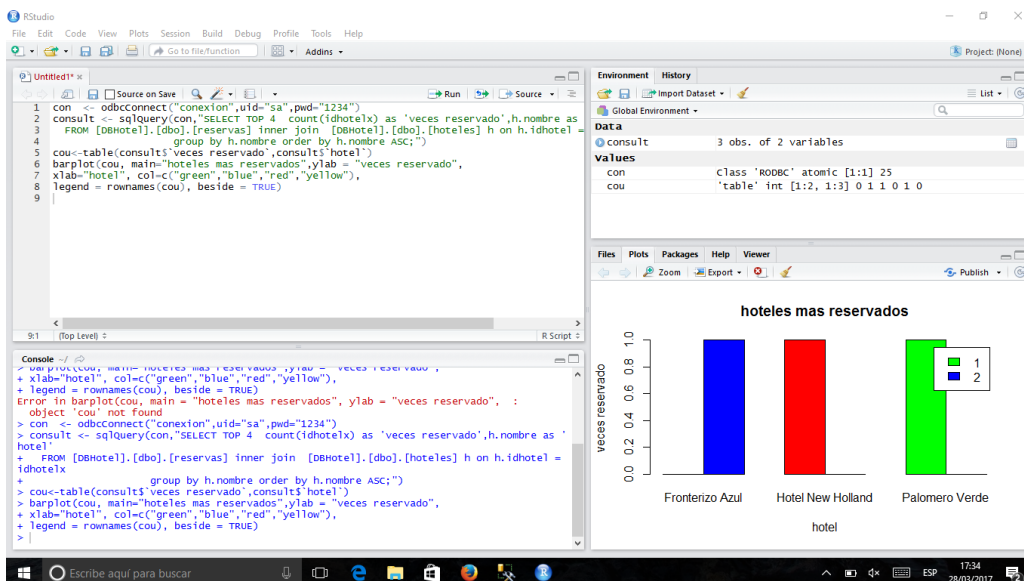 RStudio
File Edit Code View Plots Session Build Debug Profile Tools Help
Go to file/function Addins Project: (None)
Untitled1*
Source on Save Run Source
1 con <- odbcConnect("conexion",uid="sa",pwd="1234")
2 consult <- sqlQuery(con,"SELECT TOP 4 count(idhotelx) as 'veces reservado',h.nombre as
3 FROM [DBHotel].[dbo].[reservas] inner join [DBHotel].[dbo].[hoteles] h on h.idhotel =
4 group by h.nombre order by h.nombre ASC;")
5 cou<-table(consult$`veces reservado`,consult$`hotel`)
6 barplot(cou, main="hoteles mas reservados",ylab = "veces reservado",
7 xlab="hotel", col=c("green","blue","red","yellow"),
8 legend = rownames(cou), beside = TRUE)
9
9:1 (Top Level) R Script
Console ~/
> barplot(cou, main="hoteles mas reservados",ylab = "veces reservado",
+ xlab="hotel", col=c("green","blue","red","yellow"),
+ legend = rownames(cou), beside = TRUE)
Error in barplot(cou, main = "hoteles mas reservados", ylab = "veces reservado", :
object 'cou' not found
> con <- odbcConnect("conexion",uid="sa",pwd="1234")
> consult <- sqlQuery(con,"SELECT TOP 4 count(idhotelx) as 'veces reservado',h.nombre as '
hotel'
+ FROM [DBHotel].[dbo].[reservas] inner join [DBHotel].[dbo].[hoteles] h on h.idhotel =
idhotelx
+ group by h.nombre order by h.nombre ASC;")
> cou<-table(consult$`veces reservado`,consult$`hotel`)
> barplot(cou, main="hoteles mas reservados",ylab = "veces reservado",
+ xlab="hotel", col=c("green","blue","red","yellow"),
+ legend = rownames(cou), beside = TRUE)
>
Environment History
Import Dataset List
Global Environment
Data
consult 3 obs. of 2 variables
Values
con Class 'RODBC' atomic [1:1] 25
cou 'table' int [1:2, 1:3] 0 1 1 0 1 0
Files Plots Packages Help Viewer
Zoom Export Publish
hoteles mas reservados
veces reservado
1.0
0.8
0.6
0.4
0.2
0.0
1
2
Fronterizo Azul Hotel New Holland Palomero Verde
hotel
Escribe aquí para buscar
ESP
17:34
28/03/2017